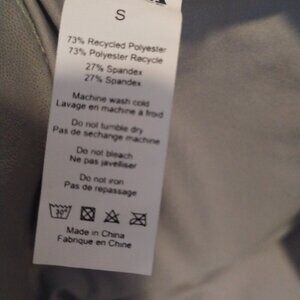 S
73% Recycled Polyester
73% Polyester Recycle
27% Spandex
27% Spandex
Machine wash cold
Lavage en machine à froid
Do not tumble dry
Pas de sechange machine
Do not bleach
Ne pas javelliser
Do not iron
Pas de repassage
30°
Made in China
Fabrique en Chine